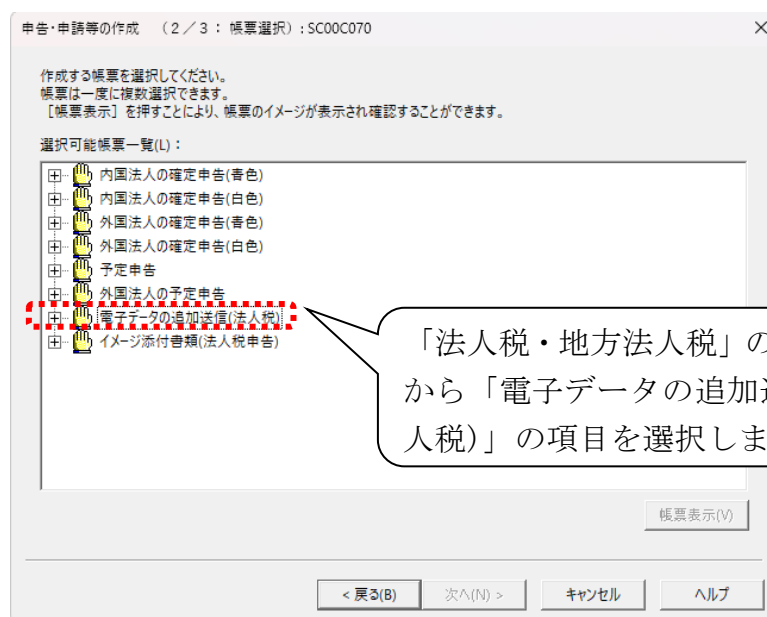 申告・申請等の作成　（２／３：帳票選択）：SC00C070
作成する帳票を選択してください。
帳票は一度に複数選択できます。
［帳票表示］を押すことにより、帳票のイメージが表示され確認することができます。
選択可能帳票一覧(L)：
内国法人の確定申告(青色)
内国法人の確定申告(白色)
外国法人の確定申告(青色)
外国法人の確定申告(白色)
予定申告
外国法人の予定申告
電子データの追加送信(法人税)
イメージ添付書類(法人税申告)
「法人税・地方法人税」の
から「電子データの追加
人税)」の項目を選択しま
帳票表示(V)
< 戻る(B)
次へ(N) >
キャンセル
ヘルプ